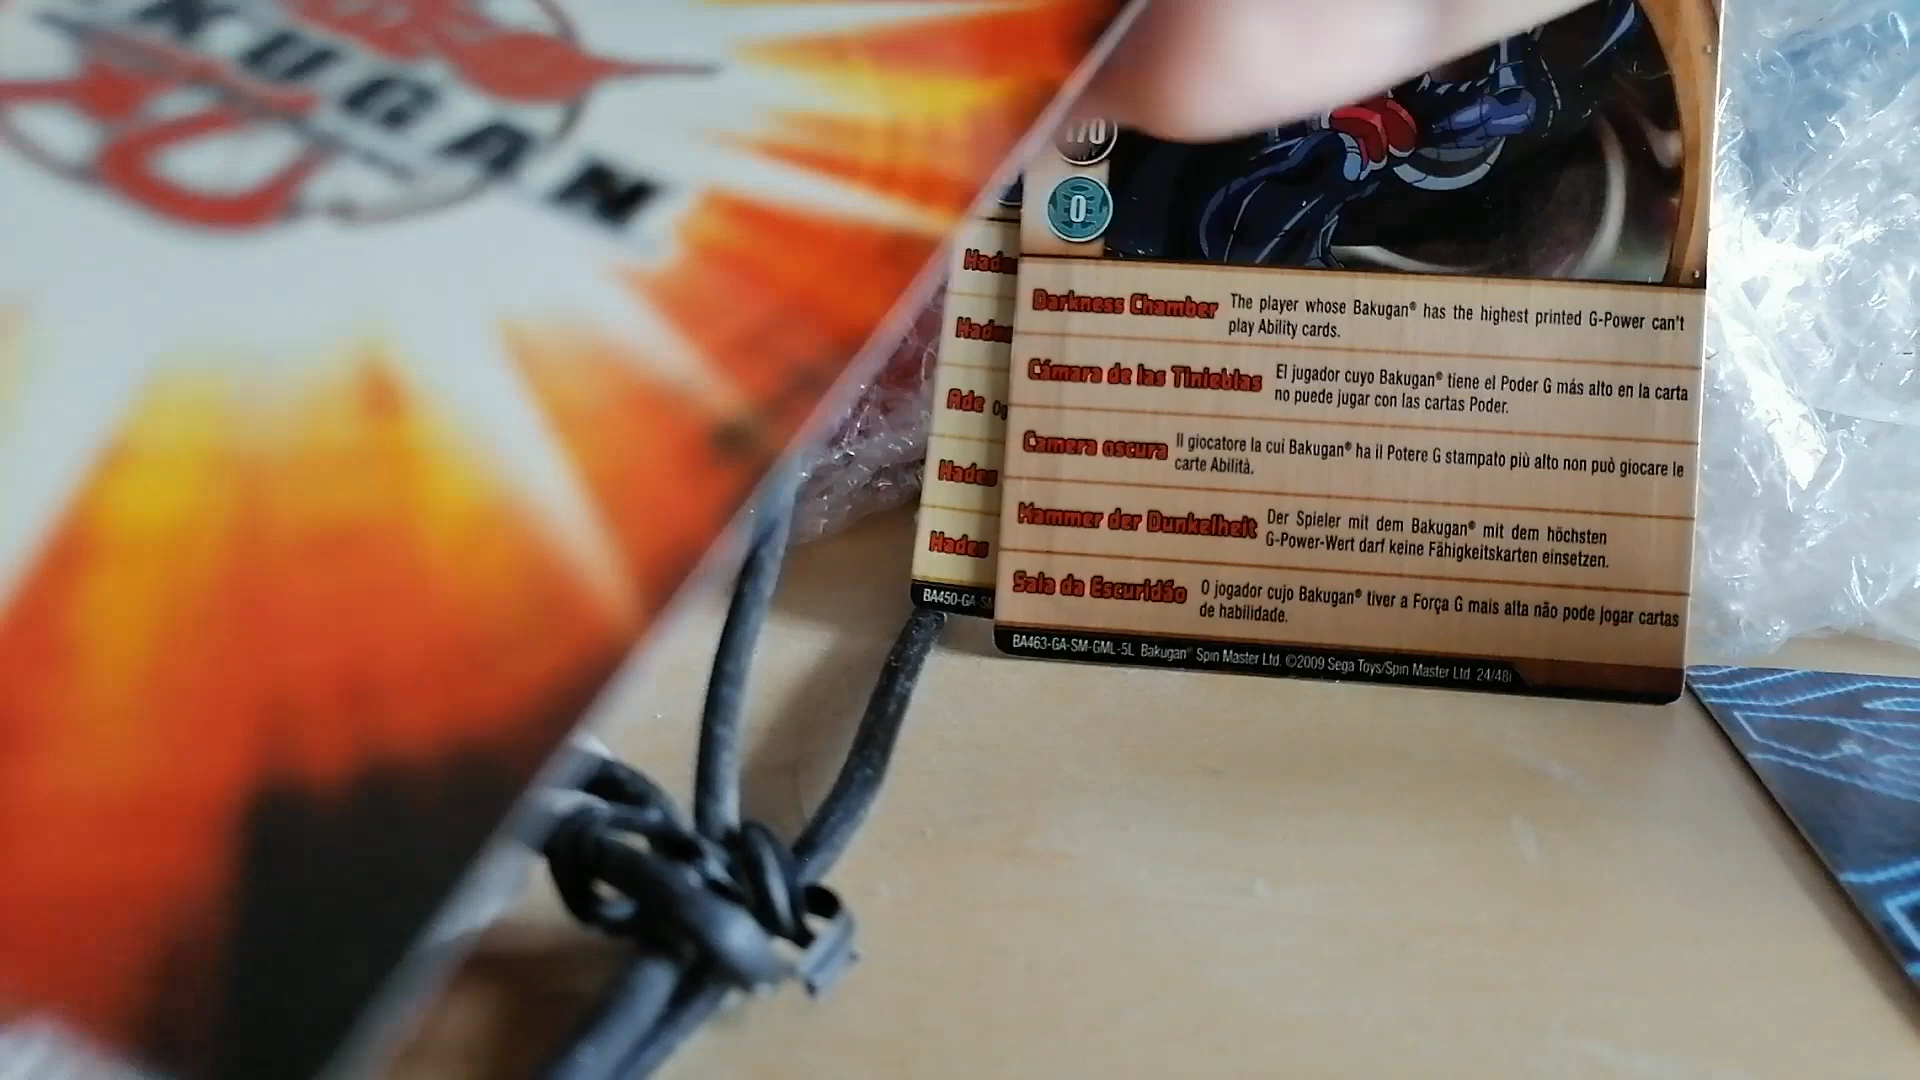 KUGAN
170
0
Darkness Chamber The player whose Bakugan® has the highest printed G-Power can't
play Ability cards.
Cámara de las Tinieblas El jugador cuyo Bakugan® tiene el Poder G más alto en la carta
no puede jugar con las cartas Poder.
Camera oscura Il giocatore la cui Bakugan® ha il Potere G stampato più alto non può giocare le
carte Abilità.
Kammer der Dunkelheit Der Spieler mit dem Bakugan® mit dem höchsten
G-Power-Wert darf keine Fähigkeitskarten einsetzen.
Sala da Escuridão O jogador cujo Bakugan® tiver a Força G mais alta não pode jogar cartas
de habilidade.
BA463-GA-SM-GML-5L Bakugan® Spin Master Ltd. ©2009 Sega Toys/Spin Master Ltd. 24/48i
Ade
Hades
Hades
BA450-GA-SM